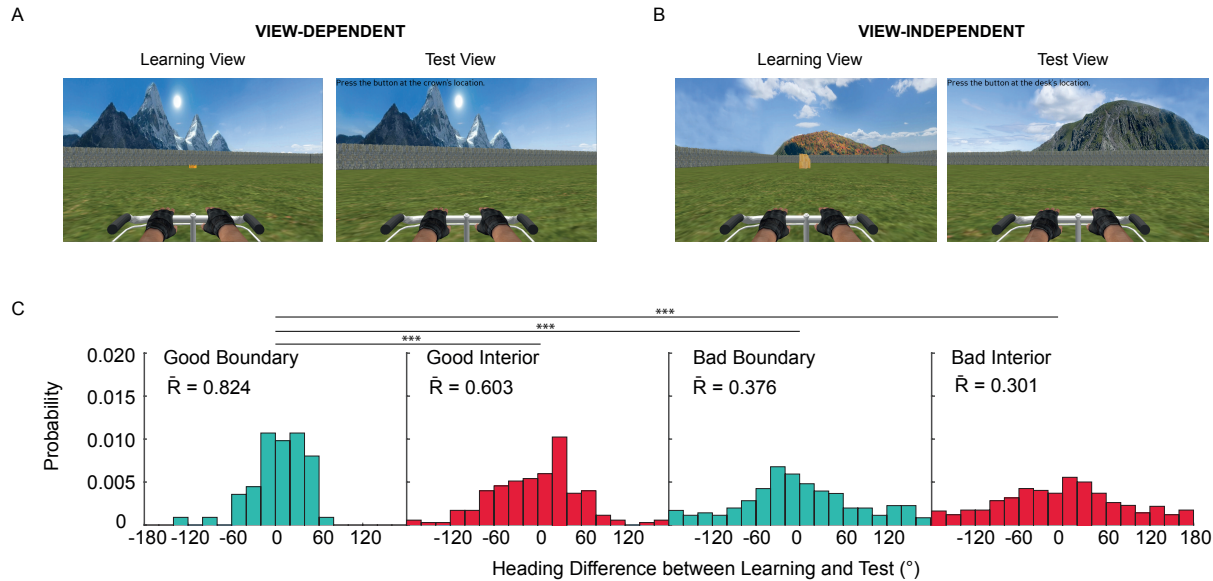 A
VIEW-DEPENDENT
Learning View
Test View
Press the button at the crown's location.
B
VIEW-INDEPENDENT
Learning View
Test View
Press the button at the desk's location.
C
***
***
***
Good Boundary
R̄ = 0.824
Good Interior
R̄ = 0.603
Bad Boundary
R̄ = 0.376
Bad Interior
R̄ = 0.301
Probability
0.020
0.015
0.010
0.005
0
-180 -120 -60 0 60 120
-120 -60 0 60 120
-120 -60 0 60 120
-120 -60 0 60 120 180
Heading Difference between Learning and Test (°)